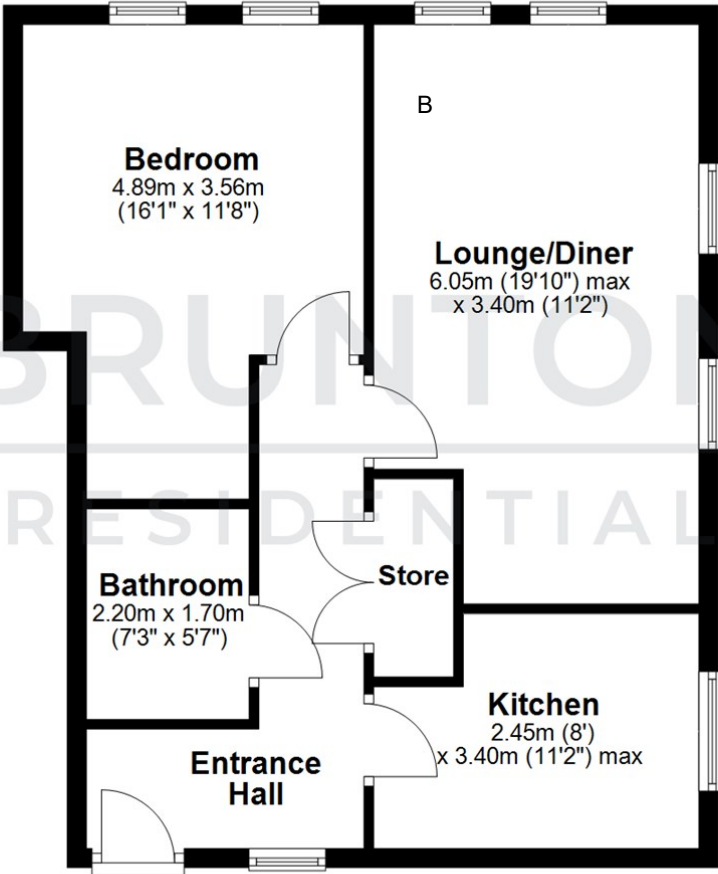 B
Bedroom
4.89m x 3.56m
(16'1" x 11'8")
Lounge/Diner
6.05m (19'10") max
x 3.40m (11'2")
BRUNTON
RESIDENTIAL
Store
Bathroom
2.20m x 1.70m
(7'3" x 5'7")
Kitchen
2.45m (8')
x 3.40m (11'2") max
Entrance
Hall